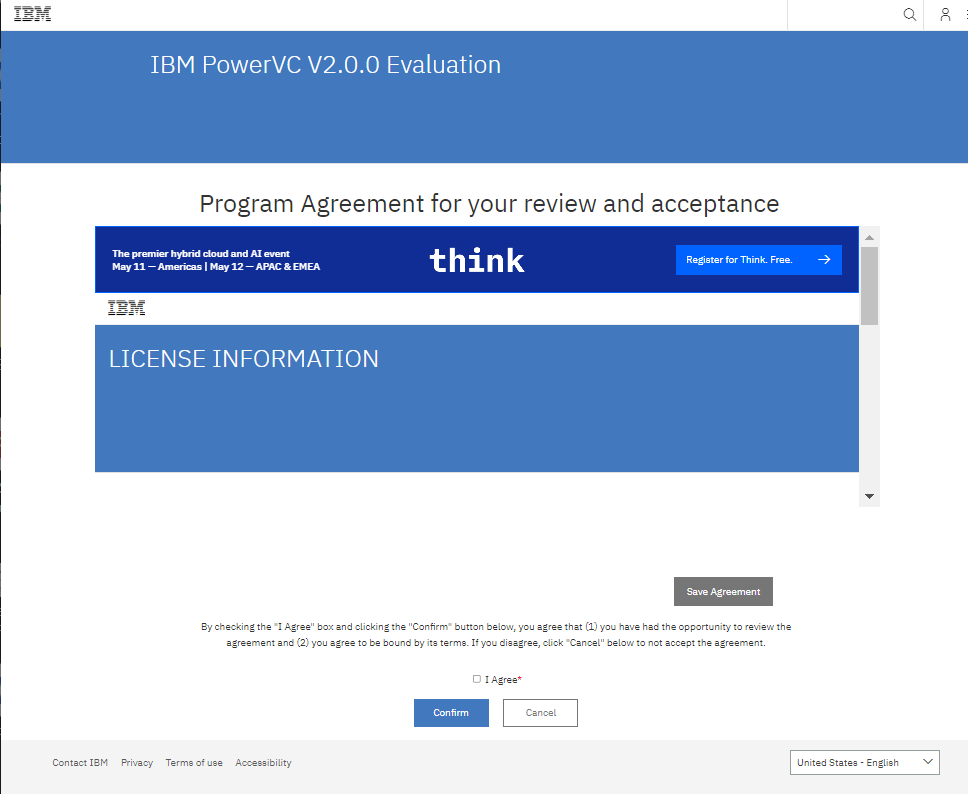 IBM
IBM PowerVC V2.0.0 Evaluation
Program Agreement for your review and acceptance
The premier hybrid cloud and AI event
May 11 — Americas | May 12 — APAC & EMEA
think
Register for Think. Free.
IBM
LICENSE INFORMATION
Save Agreement
By checking the "I Agree" box and clicking the "Confirm" button below, you agree that (1) you have had the opportunity to review the
agreement and (2) you agree to be bound by its terms. If you disagree, click "Cancel" below to not accept the agreement.
I Agree*
Confirm
Cancel
Contact IBM
Privacy
Terms of use
Accessibility
United States - English